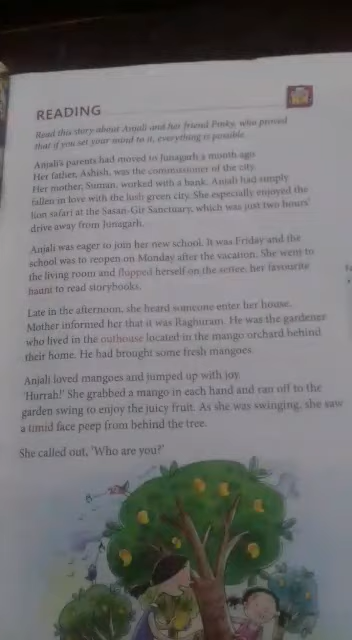 READING
Read this story about Anjali and her friend Pinky, who proved
that if you set your mind to it, everything is possible.
Anjali's parents had moved to Junagarh a month ago.
Her father, Ashish, was the commissioner of the city.
Her mother, Suman, worked with a bank. Anjali had simply
fallen in love with the lush green city. She especially enjoyed the
lion safari at the Sasan-Gir Sanctuary, which was just two hours'
drive away from Junagarh.
Anjali was eager to join her new school. It was Friday and the
school was to reopen on Monday after the vacation. She went to
the living room and flopped herself on the settee, her favourite
haunt to read storybooks.
Late in the afternoon, she heard someone enter her house.
Mother informed her that it was Raghuram. He was the gardener
who lived in the outhouse located in the mango orchard behind
their home. He had brought some fresh mangoes.
Anjali loved mangoes and jumped up with joy.
'Hurrah!' She grabbed a mango in each hand and ran off to the
garden swing to enjoy the juicy fruit. As she was swinging, she saw
a timid face peep from behind the tree.
She called out, 'Who are you?'